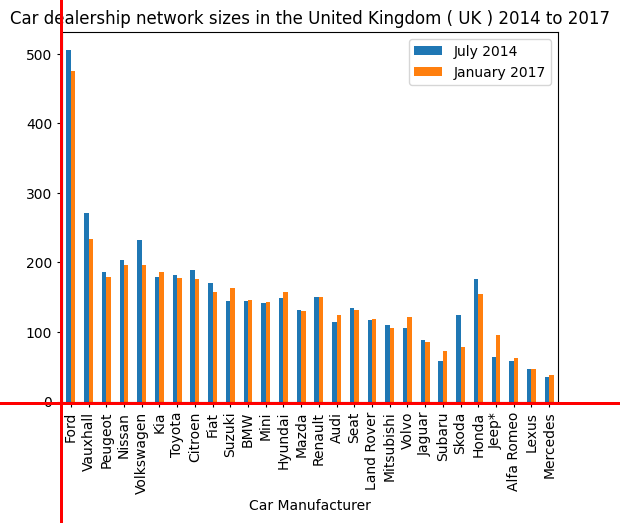 Car dealership network sizes in the United Kingdom ( UK ) 2014 to 2017
July 2014
January 2017
500
400
300
200
100
0
Ford
Vauxhall
Peugeot
Nissan
Volkswagen
Kia
Toyota
Citroen
Fiat
Suzuki
BMW
Mini
Hyundai
Mazda
Renault
Audi
Seat
Land Rover
Mitsubishi
Volvo
Jaguar
Subaru
Skoda
Honda
Jeep*
Alfa Romeo
Lexus
Mercedes
Car Manufacturer